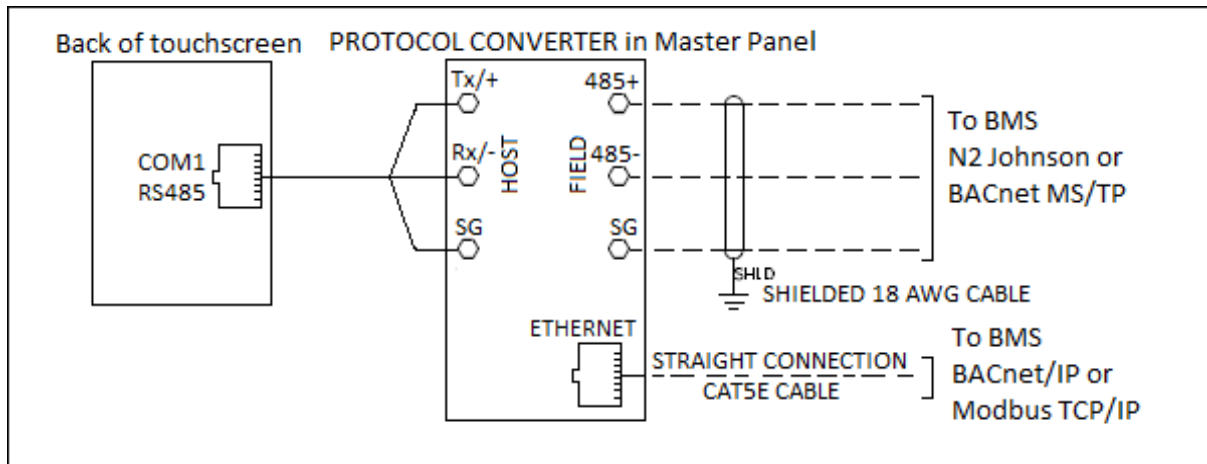 Back of touchscreen
PROTOCOL CONVERTER in Master Panel
COM1
RS485
Tx/+
Rx/-
SG
HOST
FIELD
485+
485-
SG
SHLD
SHIELDED 18 AWG CABLE
To BMS
N2 Johnson or
BACnet MS/TP
ETHERNET
STRAIGHT CONNECTION
CAT5E CABLE
To BMS
BACnet/IP or
Modbus TCP/IP